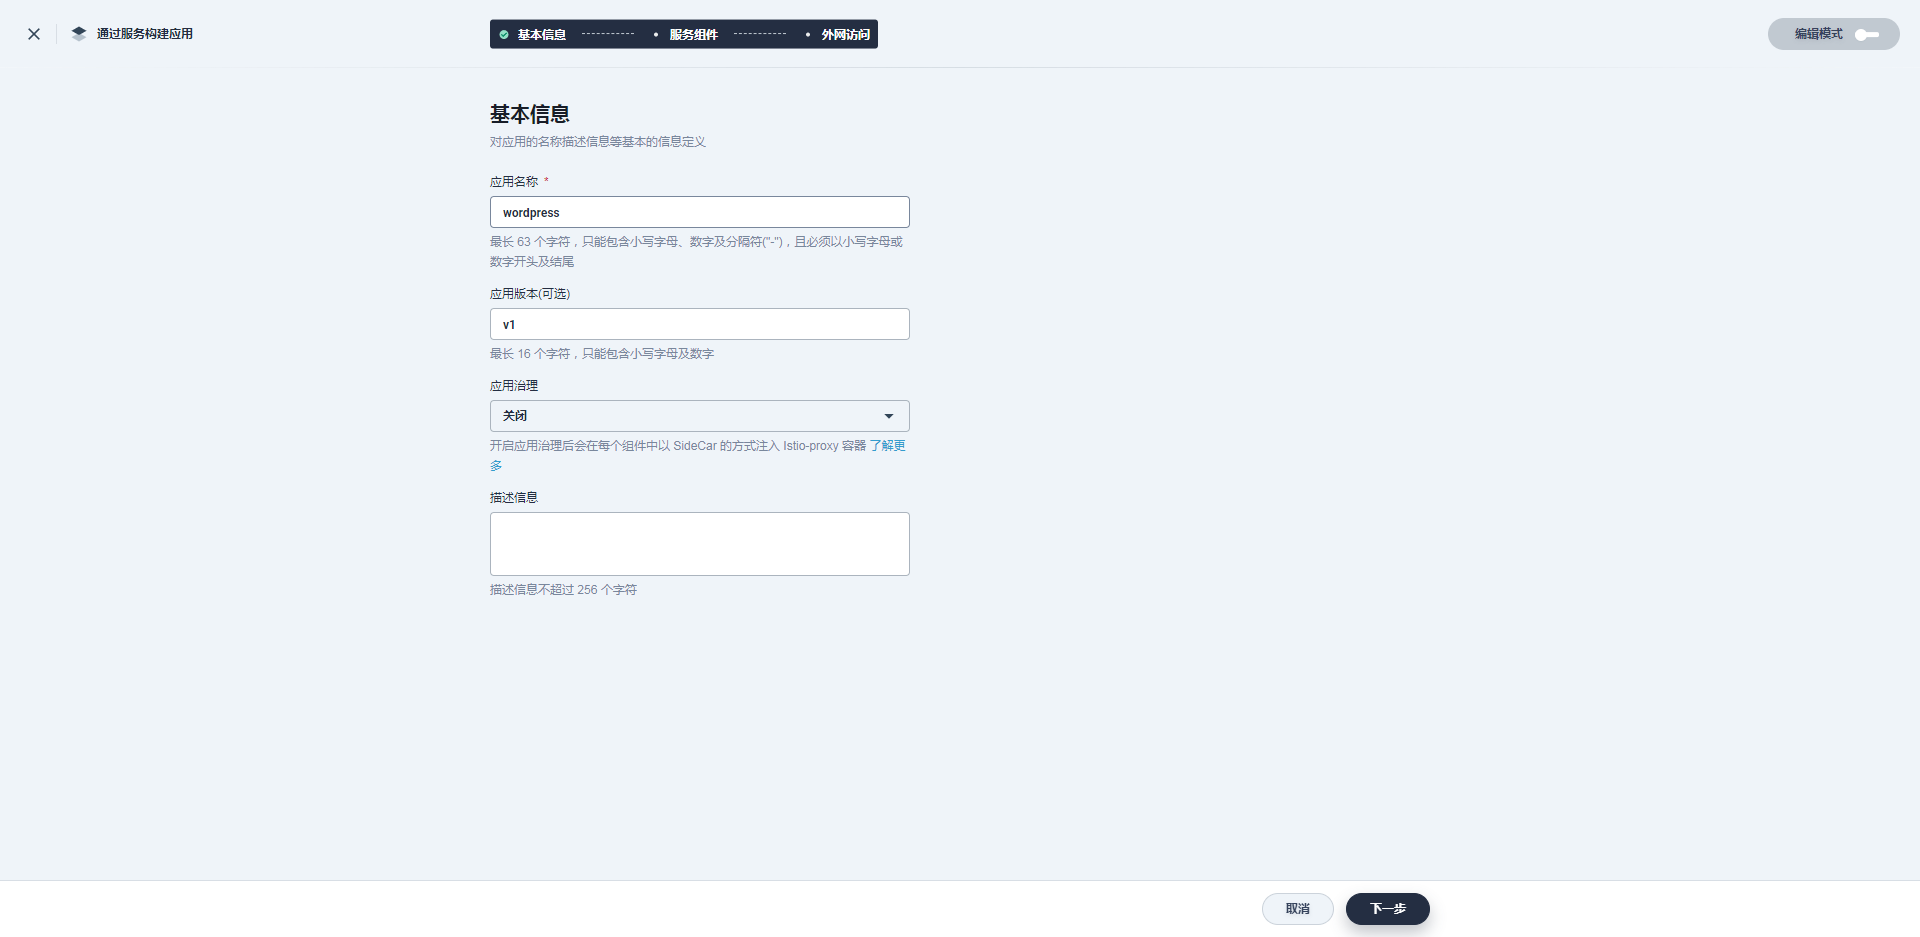 通过服务构建应用
基本信息
服务组件
外网访问
编辑模式
基本信息
对应用的名称描述信息等基本的信息定义
应用名称 *
wordpress
最长 63 个字符，只能包含小写字母、数字及分隔符("-")，且必须以小写字母或
数字开头及结尾
应用版本(可选)
v1
最长 16 个字符，只能包含小写字母及数字
应用治理
关闭
开启应用治理后会在每个组件中以 SideCar 的方式注入 Istio-proxy 容器 了解更
多
描述信息
描述信息不超过 256 个字符
取消
下一步